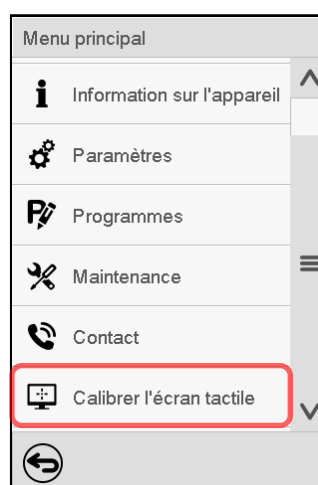 Menu principal
Information sur l'appareil
Paramètres
Programmes
Maintenance
Contact
Calibrer l'écran tactile